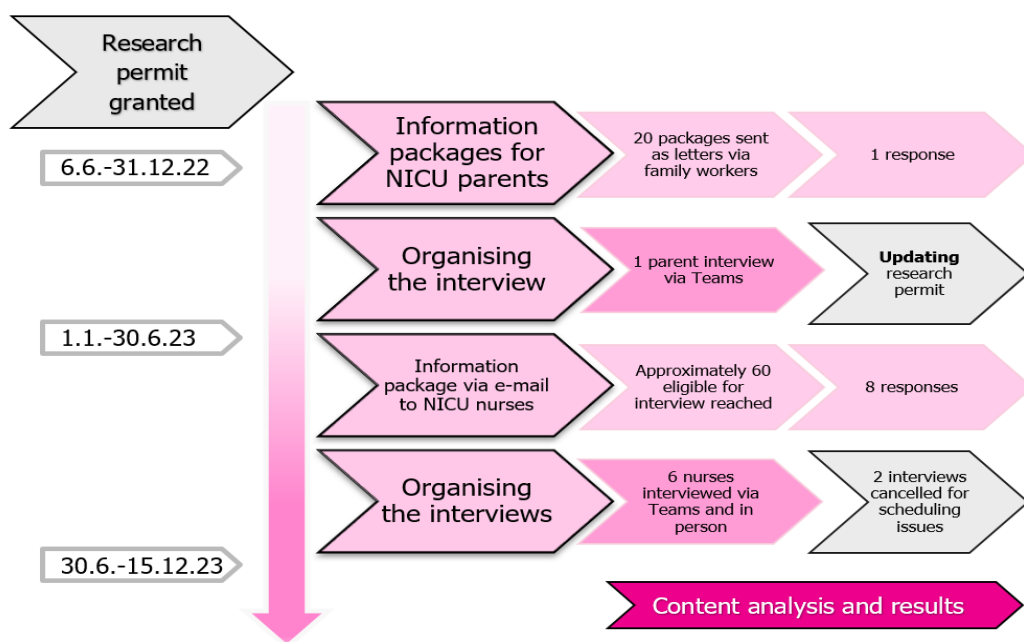 Research
permit
granted
6.6.-31.12.22
Information
packages for
NICU parents
20 packages sent
as letters via
family workers
1 response
Organising
the interview
1 parent interview
via Teams
Updating
research
permit
1.1.-30.6.23
Information
package via e-mail
to NICU nurses
Approximately 60
eligible for
interview reached
8 responses
Organising
the interviews
6 nurses
interviewed via
Teams and in
person
2 interviews
cancelled for
scheduling
issues
30.6.-15.12.23
Content analysis and results